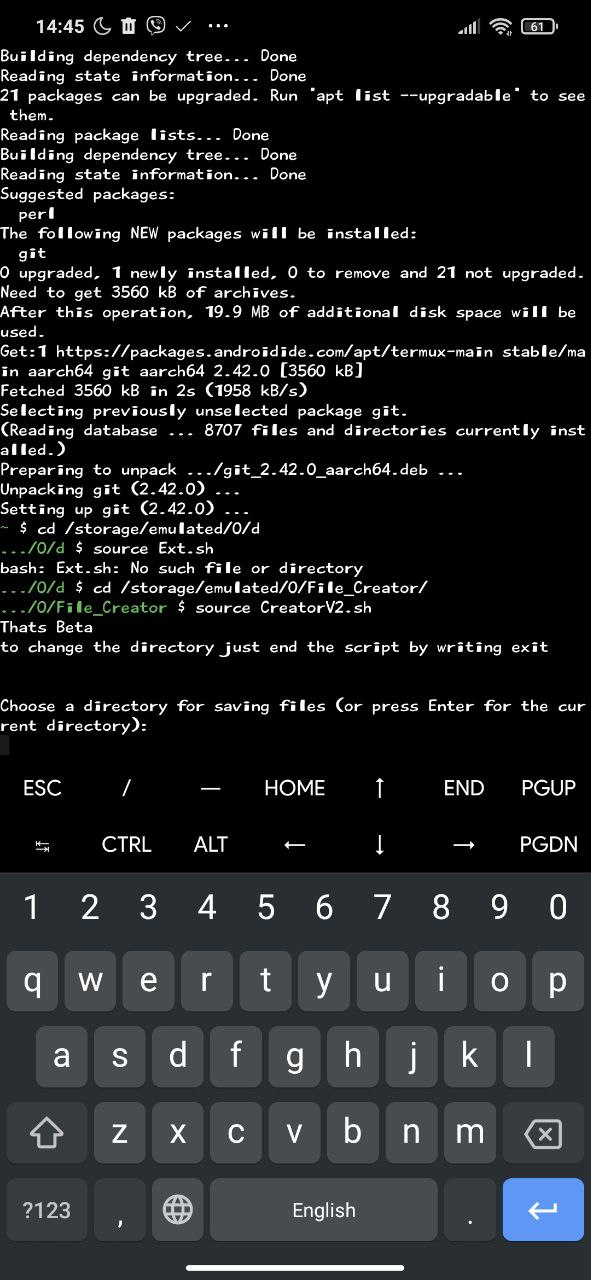 14:45 61
Building dependency tree... Done
Reading state information... Done
21 packages can be upgraded. Run 'apt list --upgradable' to see
 them.
Reading package lists... Done
Building dependency tree... Done
Reading state information... Done
Suggested packages:
  perl
The following NEW packages will be installed:
  git
0 upgraded, 1 newly installed, 0 to remove and 21 not upgraded.
Need to get 3560 kB of archives.
After this operation, 19.9 MB of additional disk space will be
used.
Get:1 https://packages.androidide.com/apt/termux-main stable/ma
in aarch64 git aarch64 2.42.0 [3560 kB]
Fetched 3560 kB in 2s (1958 kB/s)
Selecting previously unselected package git.
(Reading database ... 8707 files and directories currently inst
alled.)
Preparing to unpack .../git_2.42.0_aarch64.deb ...
Unpacking git (2.42.0) ...
Setting up git (2.42.0) ...
~ $ cd /storage/emulated/0/d
.../0/d $ source Ext.sh
bash: Ext.sh: No such file or directory
.../0/d $ cd /storage/emulated/0/File_Creator/
.../0/File_Creator $ source CreatorV2.sh
Thats Beta
to change the directory just end the script by writing exit
Choose a directory for saving files (or press Enter for the cur
rent directory):
ESC / — HOME ↑ END PGUP
↹ CTRL ALT ← ↓ → PGDN
1 2 3 4 5 6 7 8 9 0
q w e r t y u i o p
a s d f g h j k l
z x c v b n m
?123 , English .